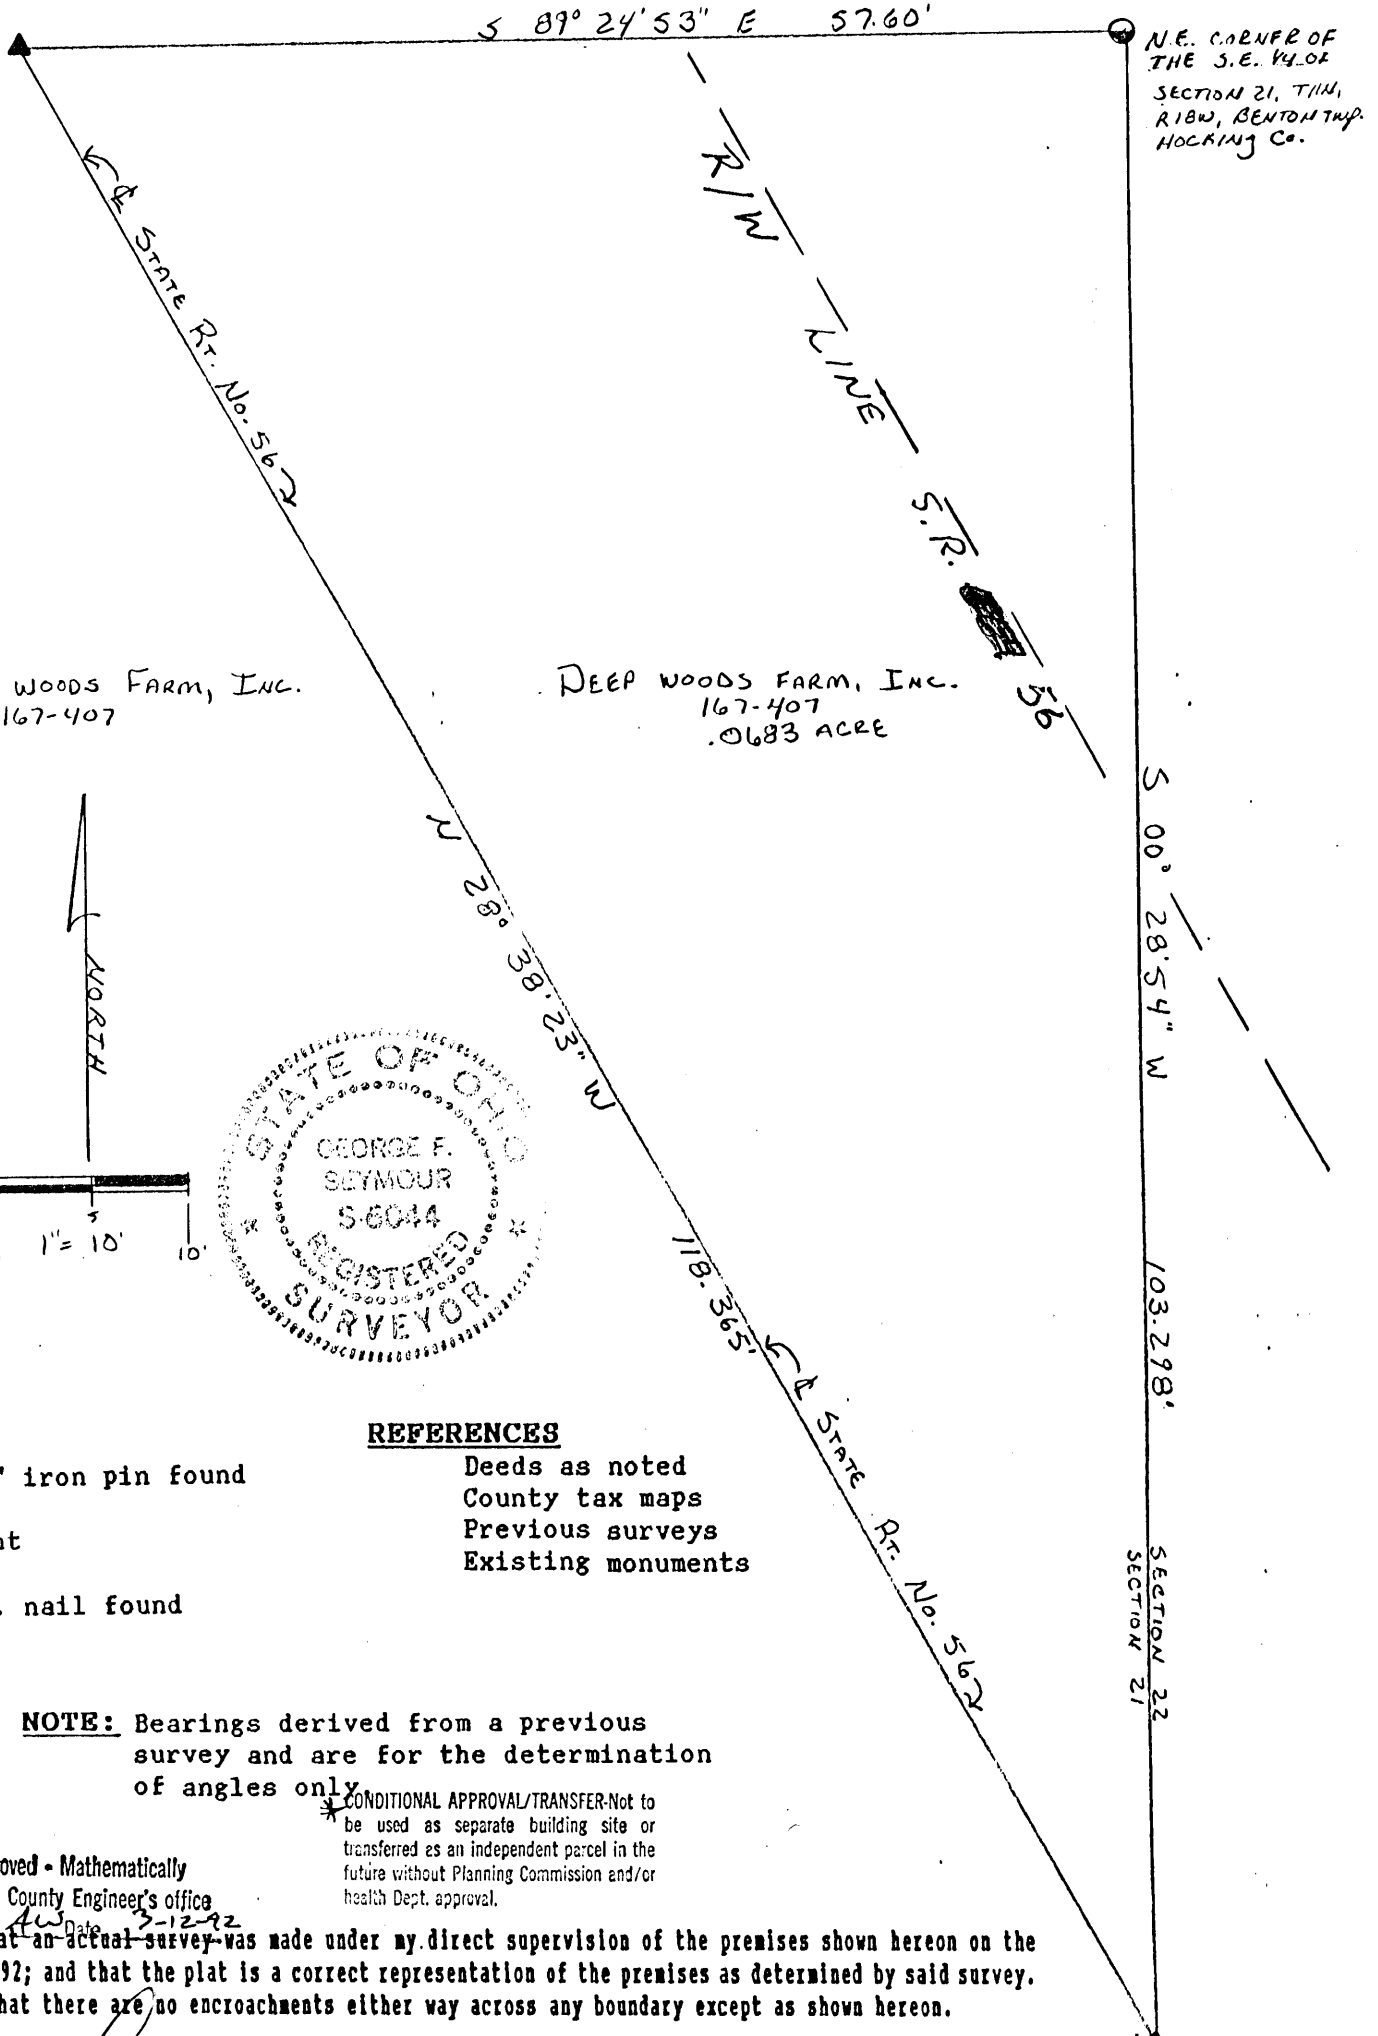 S 89° 24' 53" E 57.60'
N.E. CORNER OF
THE S.E. 1/4 OF
SECTION 21, T11N,
R18W, BENTON TWP.
HOCKING Co.
℄ STATE RT. No. 56
R/W LINE S.R. 56
WOODS FARM, INC.
167-407
DEEP WOODS FARM, INC.
167-407
.0683 ACRE
S 00° 28' 54" W 103.298'
N 28° 38' 23" W 118.365'
NORTH
STATE OF OHIO
GEORGE F.
SEYMOUR
S-6044
REGISTERED
SURVEYOR
5
1"= 10'
10'
℄ STATE RT. No. 56
SECTION 22
SECTION 21
REFERENCES
Deeds as noted
County tax maps
Previous surveys
Existing monuments
" iron pin found
nt
. nail found
NOTE: Bearings derived from a previous
survey and are for the determination
of angles only.
* CONDITIONAL APPROVAL/TRANSFER-Not to
be used as separate building site or
transferred as an independent parcel in the
future without Planning Commission and/or
health Dept. approval.
oved - Mathematically
County Engineer's office
AW Date 3-12-92
at an actual survey was made under my direct supervision of the premises shown hereon on the
92; and that the plat is a correct representation of the premises as determined by said survey.
hat there are no encroachments either way across any boundary except as shown hereon.